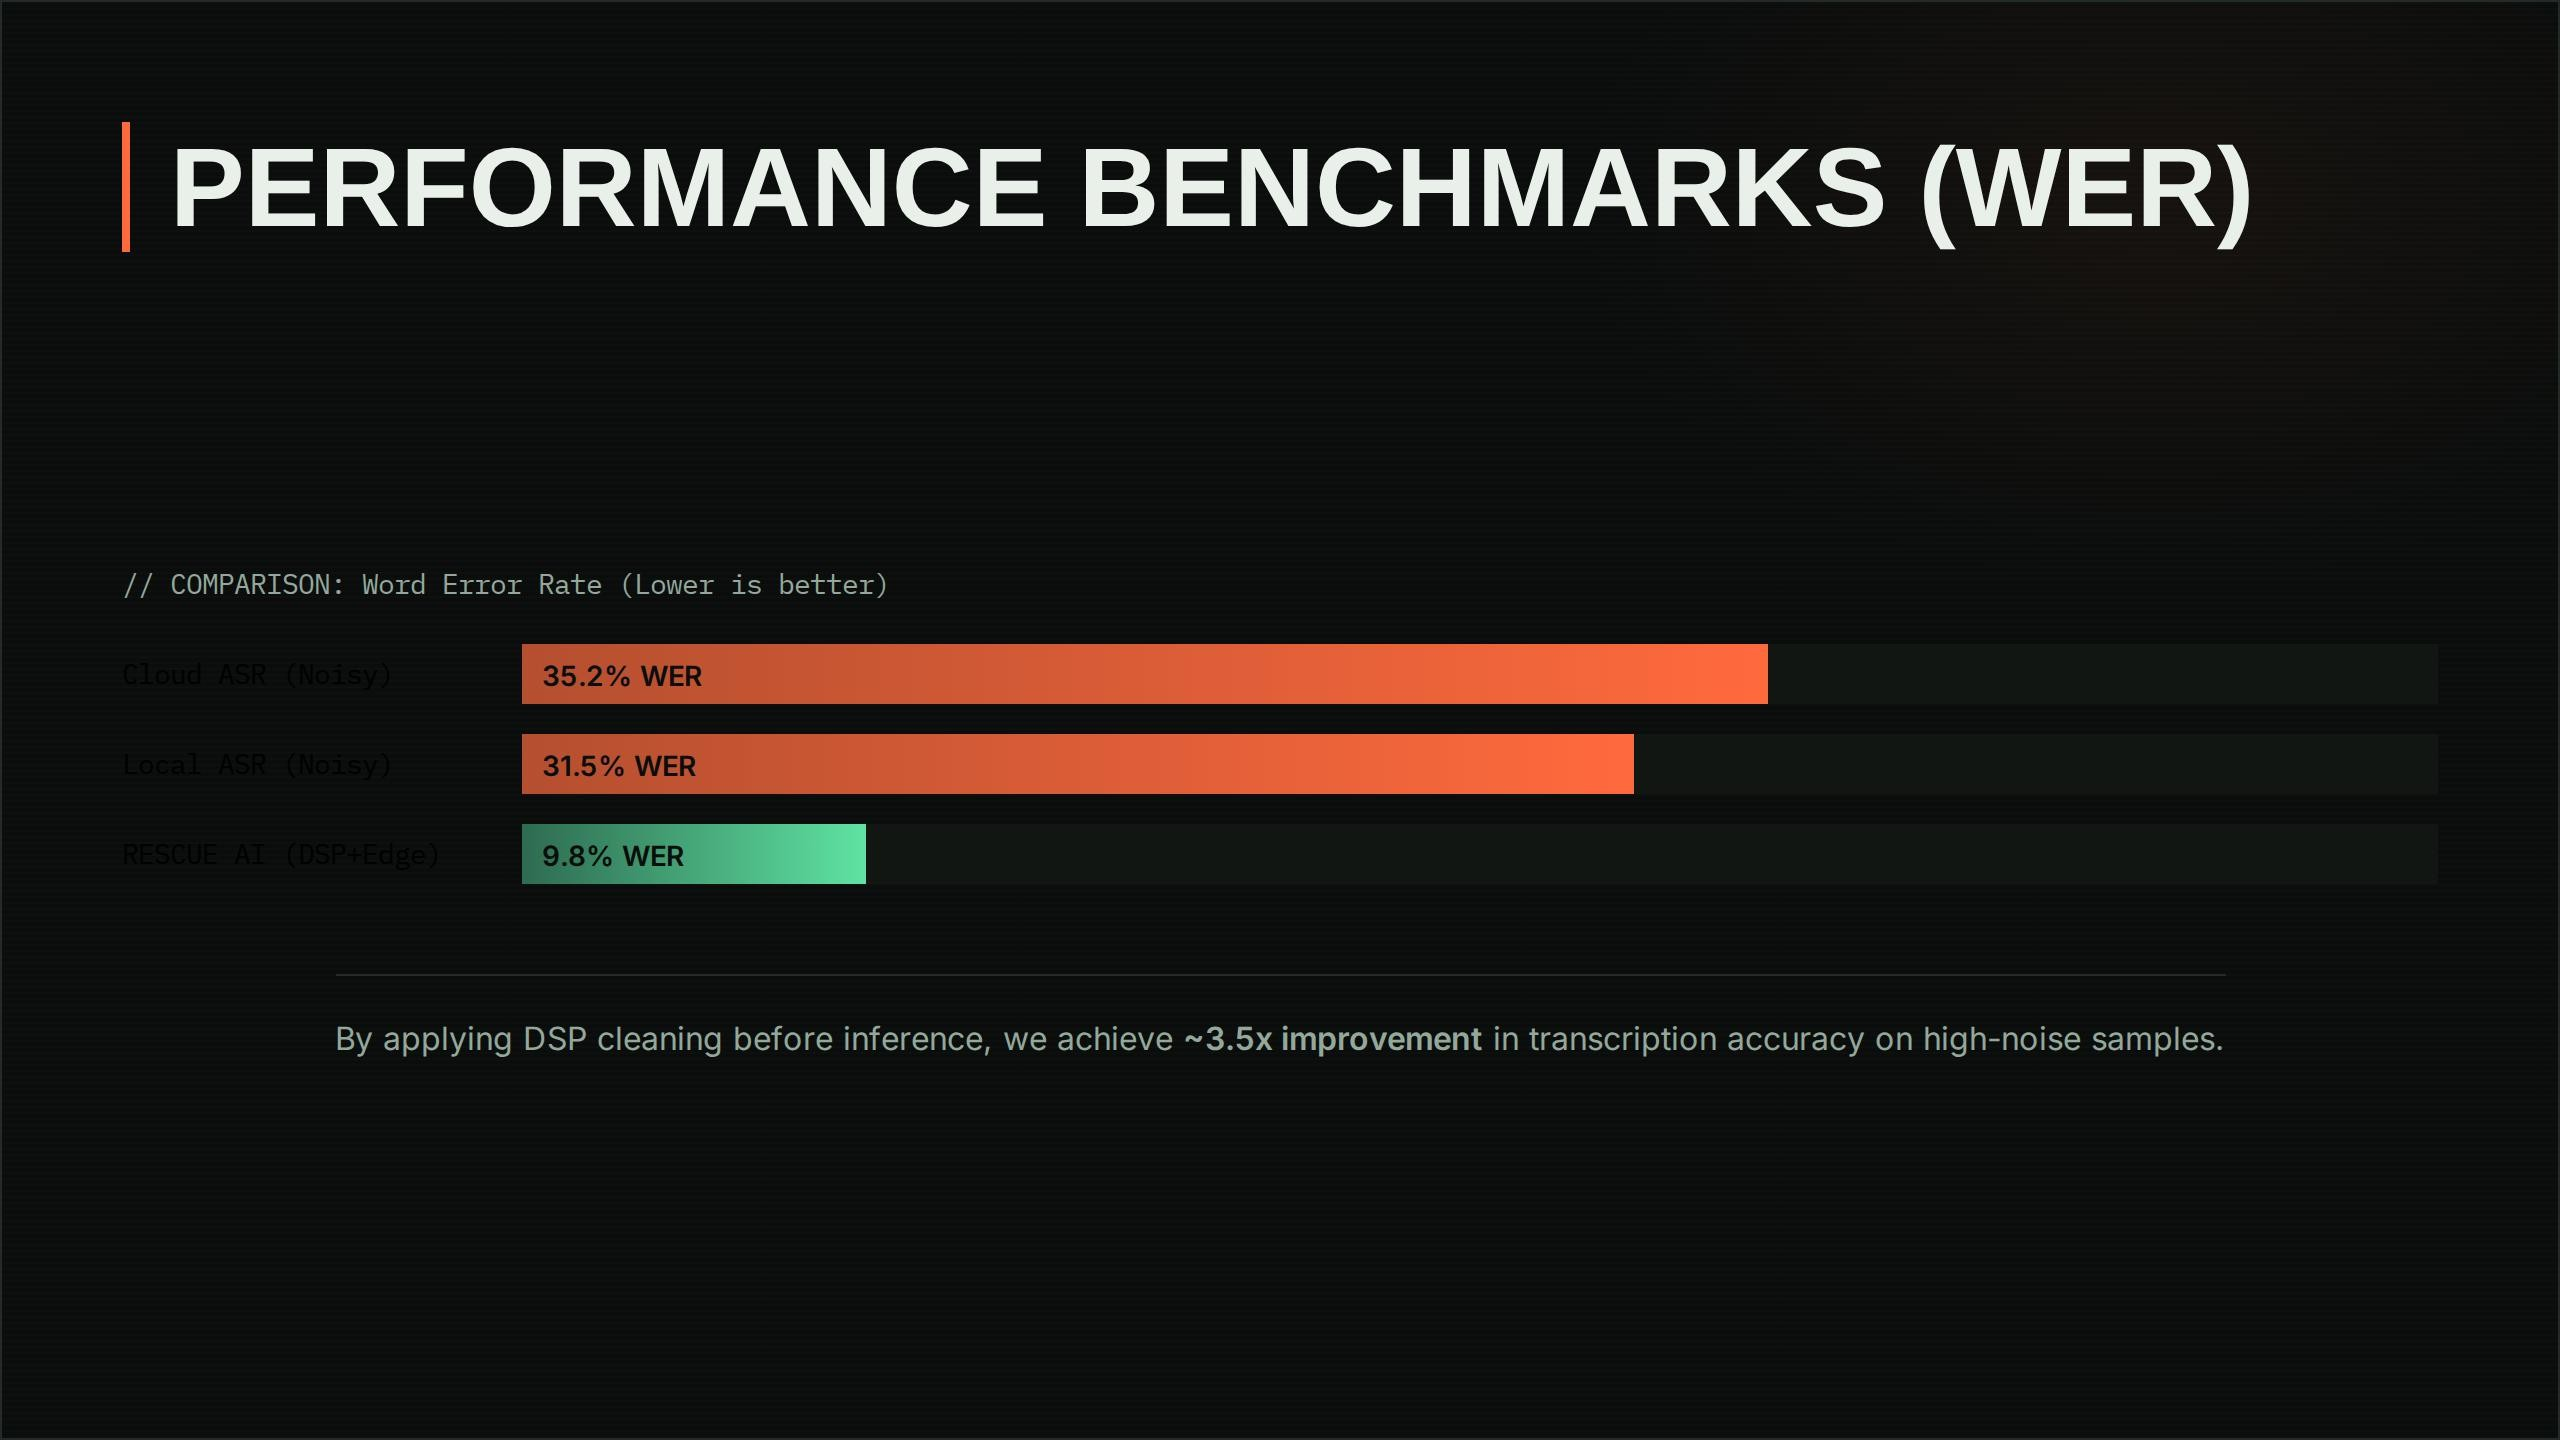 PERFORMANCE BENCHMARKS (WER)
// COMPARISON: Word Error Rate (Lower is better)
Cloud ASR (Noisy)
35.2% WER
Local ASR (Noisy)
31.5% WER
RESCUE AI (DSP+Edge)
9.8% WER
By applying DSP cleaning before inference, we achieve ~3.5x improvement in transcription accuracy on high-noise samples.